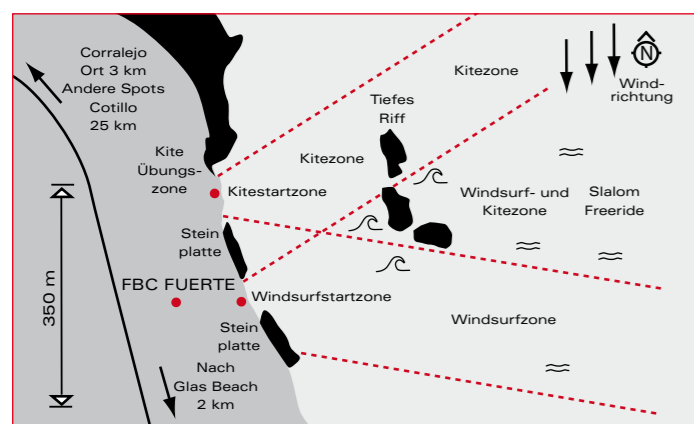 Corralejo
Ort 3 km
Andere Spots
Cotillo
25 km
Kitezone
N
Wind-
richtung
Tiefes
Riff
Kite
Übungs-
zone
Kitezone
Kitestartzone
Windsurf- und
Kitezone
Slalom
Freeride
Stein
platte
350 m
FBC FUERTE
Windsurfstartzone
Stein
platte
Windsurfzone
Nach
Glas Beach
2 km